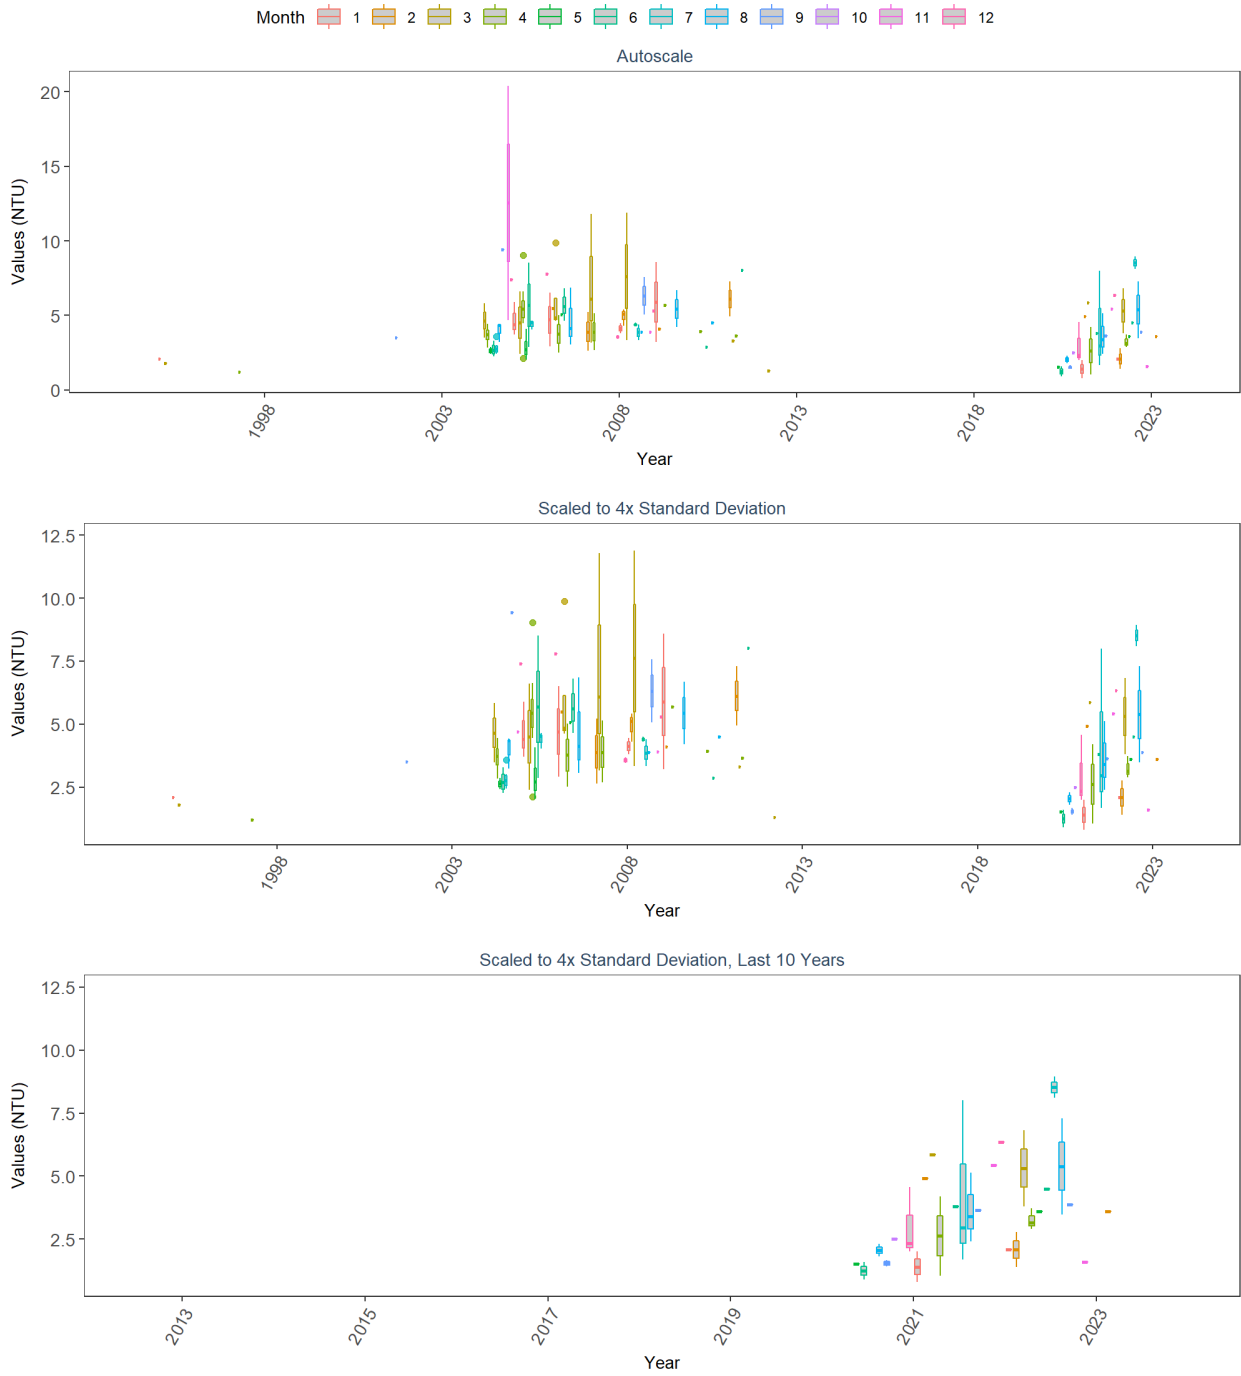 Month 1 2 3 4 5 6 7 8 9 10 11 12
Autoscale
20
15
10
5
0
Values (NTU)
1998 2003 2008 2013 2018 2023
Year
Scaled to 4x Standard Deviation
12.5
10.0
7.5
5.0
2.5
Values (NTU)
1998 2003 2008 2013 2018 2023
Year
Scaled to 4x Standard Deviation, Last 10 Years
12.5
10.0
7.5
5.0
2.5
Values (NTU)
2013 2015 2017 2019 2021 2023
Year